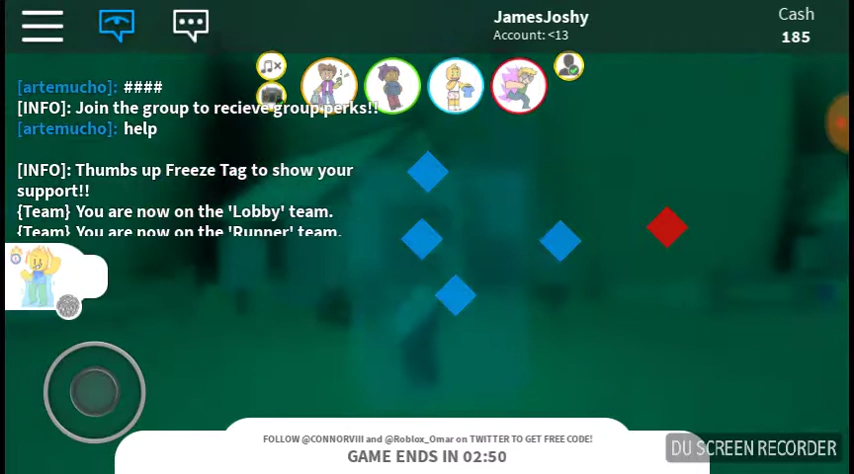 JamesJoshy
Account: <13
Cash
185
[artemucho]: ####
[INFO]: Join the group to recieve group perks!!
[artemucho]: help
[INFO]: Thumbs up Freeze Tag to show your
support!!
{Team} You are now on the 'Lobby' team.
{Team} You are now on the 'Runner' team.
FOLLOW @CONNORVIII and @Roblox_Omar on TWITTER TO GET FREE CODE!
GAME ENDS IN 02:50
DU SCREEN RECORDER